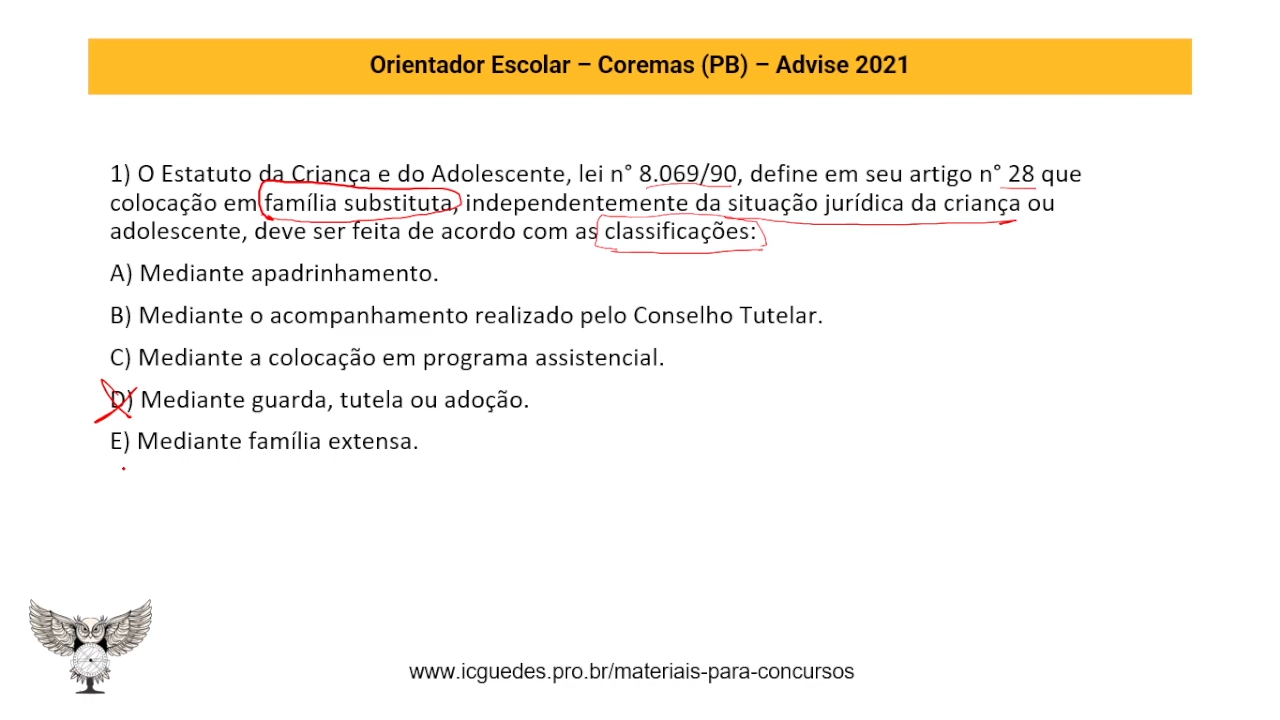 Orientador Escolar – Coremas (PB) – Advise 2021
1) O Estatuto da Criança e do Adolescente, lei n° 8.069/90, define em seu artigo n° 28 que
colocação em família substituta, independentemente da situação jurídica da criança ou
adolescente, deve ser feita de acordo com as classificações:
A) Mediante apadrinhamento.
B) Mediante o acompanhamento realizado pelo Conselho Tutelar.
C) Mediante a colocação em programa assistencial.
D) Mediante guarda, tutela ou adoção.
E) Mediante família extensa.
www.icguedes.pro.br/materiais-para-concursos